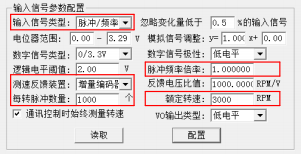 输入信号参数配置
输入信号类型: 脉冲/频率 忽略变化量低于 0.5 %的输入信号
电位器范围: 0.00 - 3.29 V 模拟信号调整: y= 1.00 x+ 0.00
数字信号类型: 0/3.3V 数字信号极性: 低电平
逻辑电平阈值: 2.00 V 脉冲频率倍率: 1.000000
测速反馈装置: 增量编码器 反馈电压比值: 1000.0000 RPM/V
每转脉冲数量: 1000 个 额定转速: 3000 RPM
通讯控制时始终测量转速 VO输出类型: 低电平
读取 配置